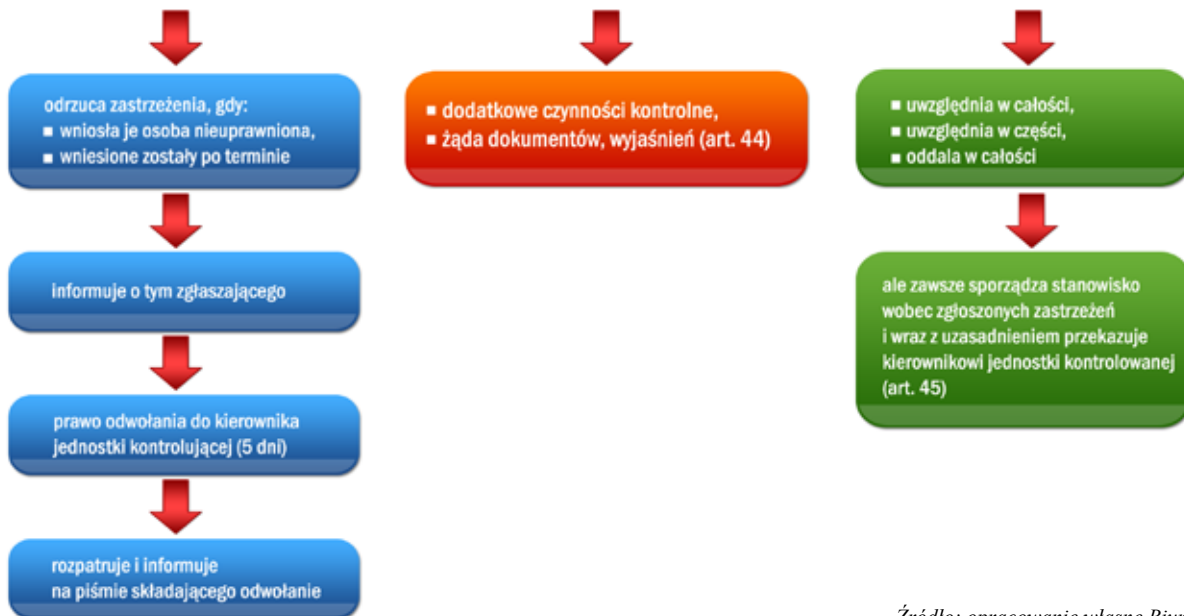 odrzuca zastrzeżenia, gdy:
▪ wniosła je osoba nieuprawniona,
▪ wniesione zostały po terminie
informuje o tym zgłaszającego
prawo odwołania do kierownika
jednostki kontrolującej (5 dni)
rozpatruje i informuje
na piśmie składającego odwołanie
▪ dodatkowe czynności kontrolne,
▪ żąda dokumentów, wyjaśnień (art. 44)
▪ uwzględnia w całości,
▪ uwzględnia w części,
▪ oddala w całości
ale zawsze sporządza stanowisko
wobec zgłoszonych zastrzeżeń
i wraz z uzasadnieniem przekazuje
kierownikowi jednostki kontrolowanej
(art. 45)
Źródło: opracowanie własne